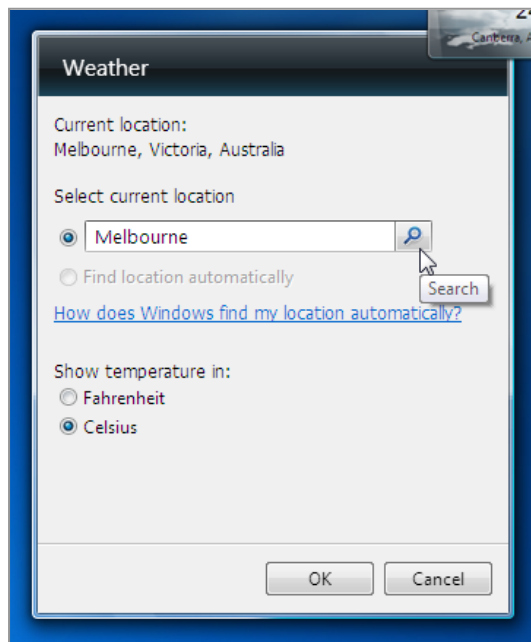 Canberra,
Weather
Current location:
Melbourne, Victoria, Australia
Select current location
Melbourne
Find location automatically
Search
How does Windows find my location automatically?
Show temperature in:
Fahrenheit
Celsius
OK
Cancel